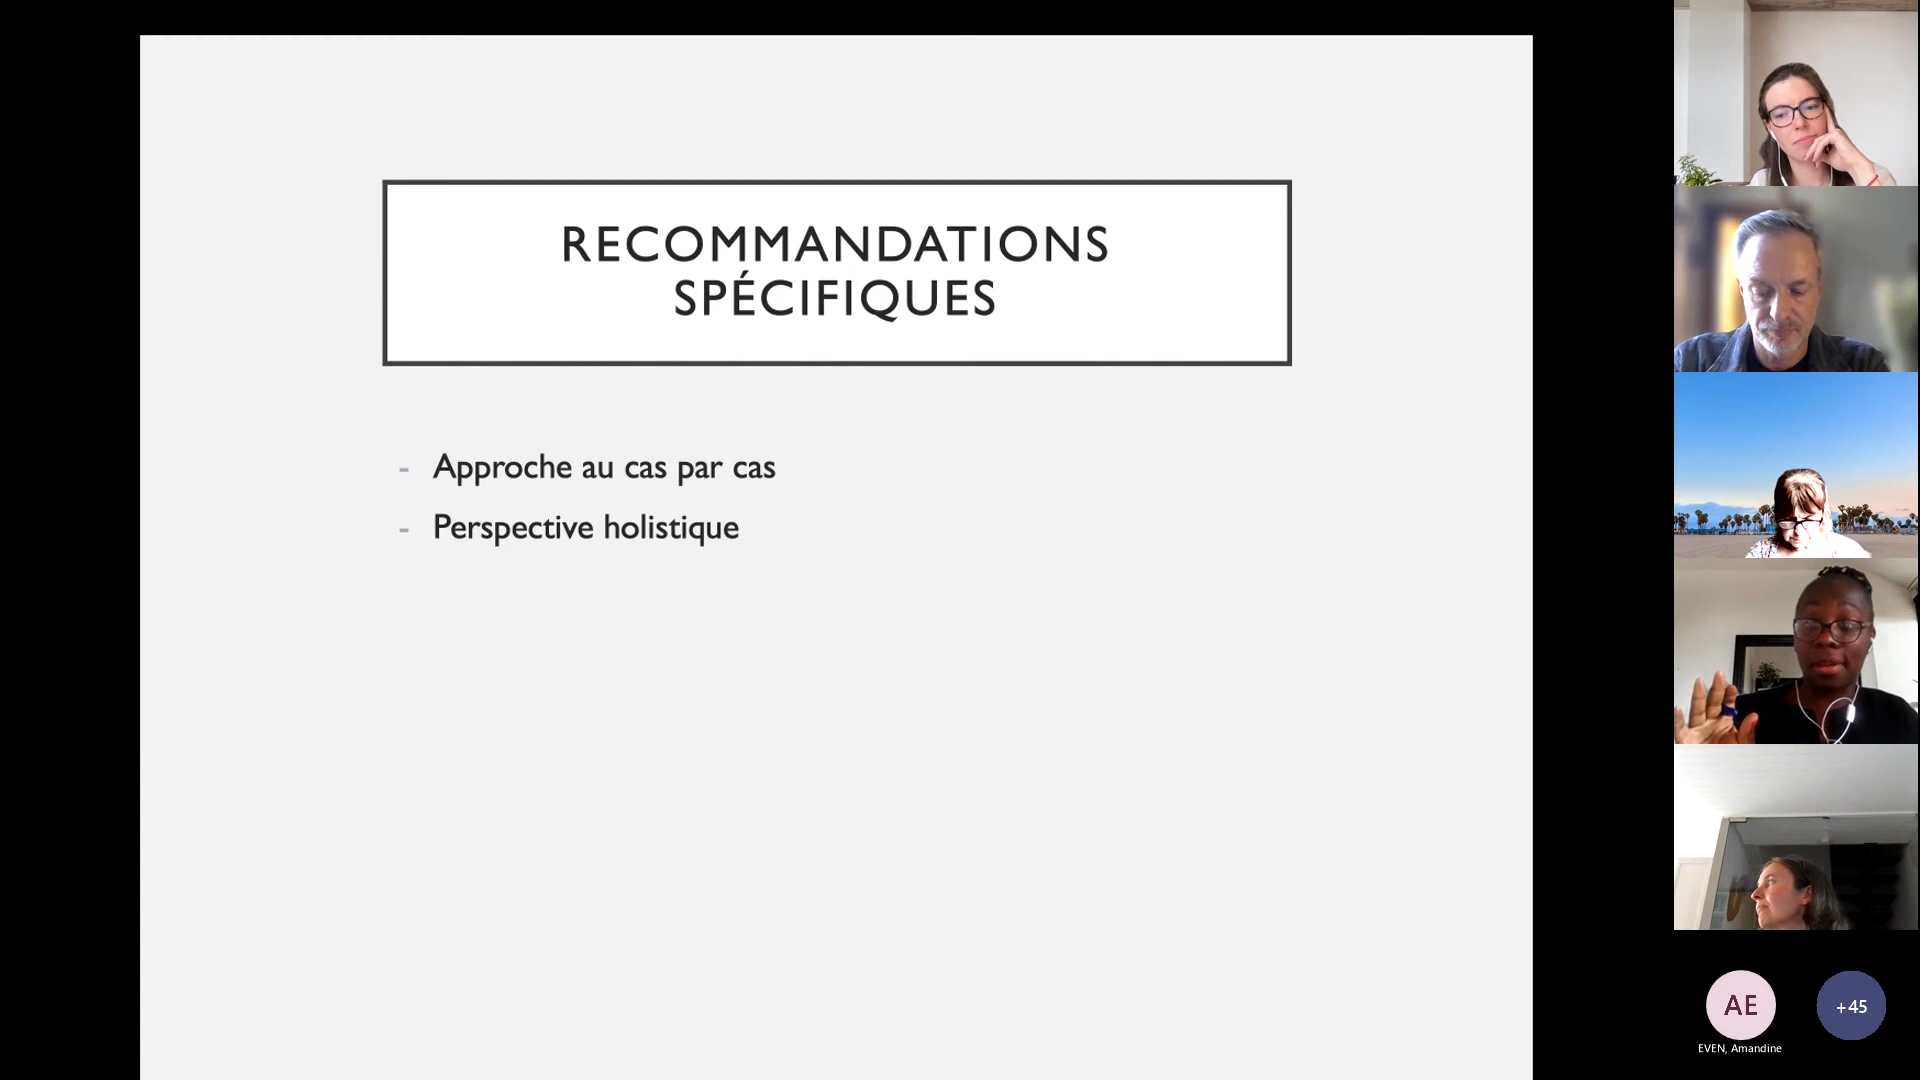 RECOMMANDATIONS
SPÉCIFIQUES
- Approche au cas par cas
- Perspective holistique
AE
+45
EVEN, Amandine